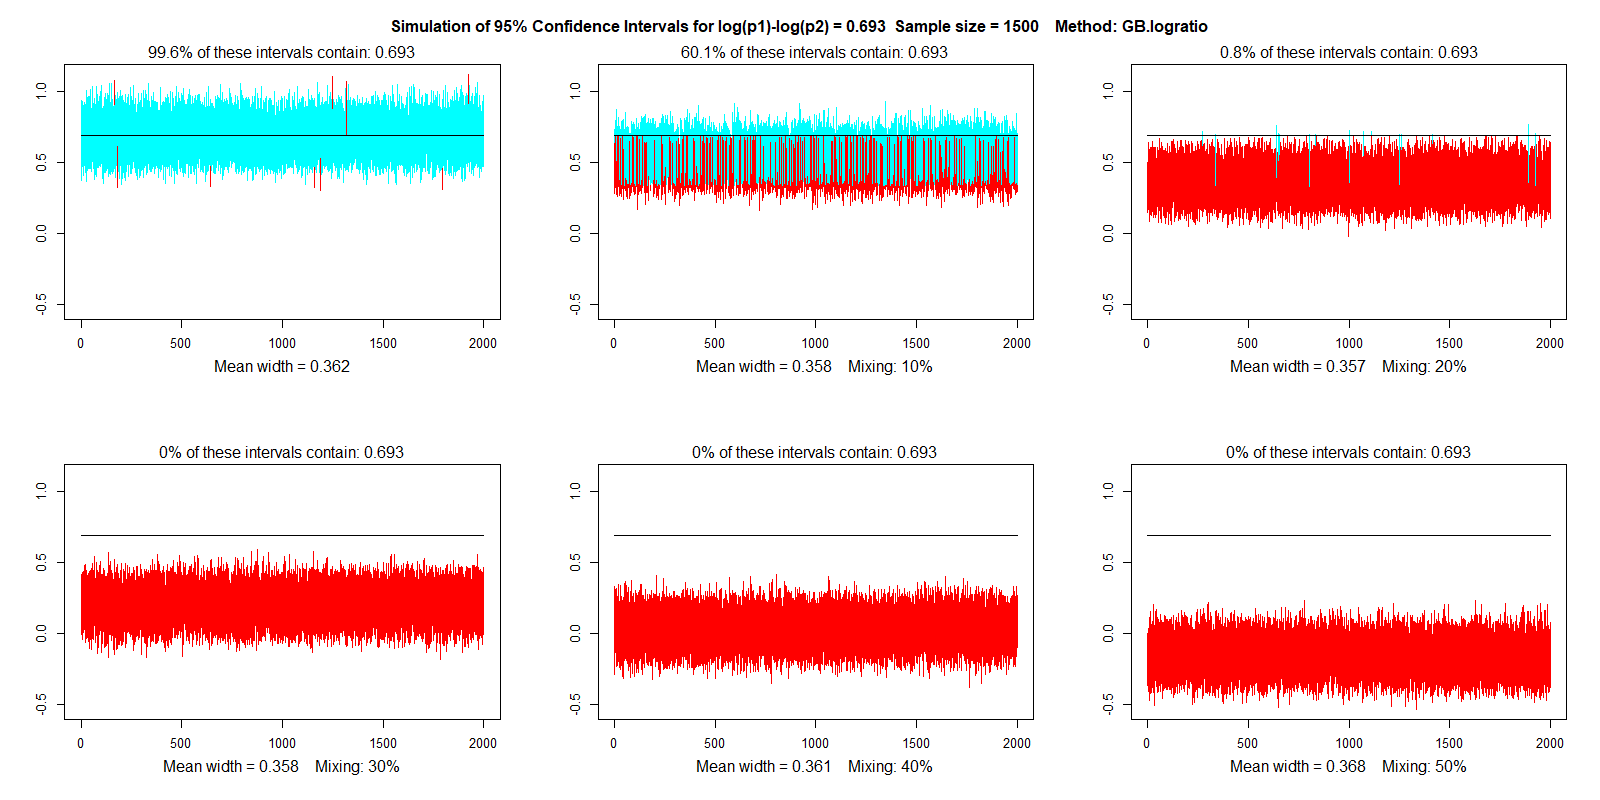 Simulation of 95% Confidence Intervals for log(p1)-log(p2) = 0.693  Sample size = 1500    Method: GB.logratio
99.6% of these intervals contain: 0.693
1.0
0.5
0.0
-0.5
0 500 1000 1500 2000
Mean width = 0.362
60.1% of these intervals contain: 0.693
1.0
0.5
0.0
-0.5
0 500 1000 1500 2000
Mean width = 0.358    Mixing: 10%
0.8% of these intervals contain: 0.693
1.0
0.5
0.0
-0.5
0 500 1000 1500 2000
Mean width = 0.357    Mixing: 20%
0% of these intervals contain: 0.693
1.0
0.5
0.0
-0.5
0 500 1000 1500 2000
Mean width = 0.358    Mixing: 30%
0% of these intervals contain: 0.693
1.0
0.5
0.0
-0.5
0 500 1000 1500 2000
Mean width = 0.361    Mixing: 40%
0% of these intervals contain: 0.693
1.0
0.5
0.0
-0.5
0 500 1000 1500 2000
Mean width = 0.368    Mixing: 50%